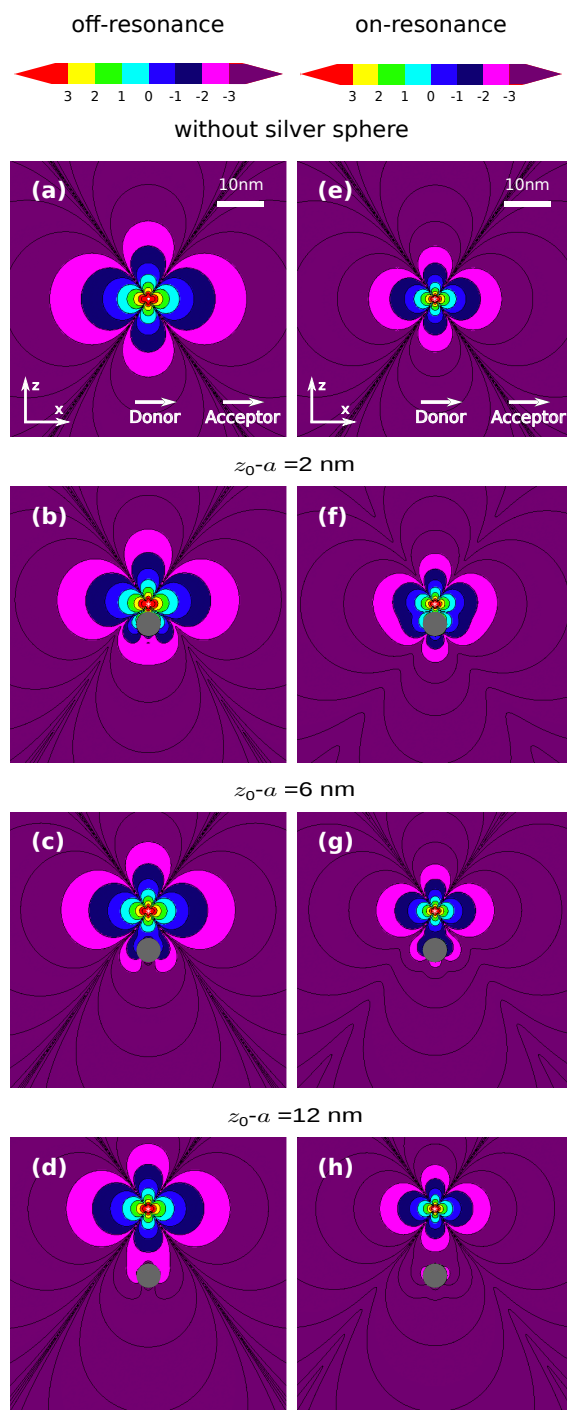 off-resonance on-resonance
3 2 1 0 -1 -2 -3 3 2 1 0 -1 -2 -3
without silver sphere
(a) 10nm (e) 10nm
z x Donor Acceptor z x Donor Acceptor
z₀-a =2 nm
(b) (f)
z₀-a =6 nm
(c) (g)
z₀-a =12 nm
(d) (h)